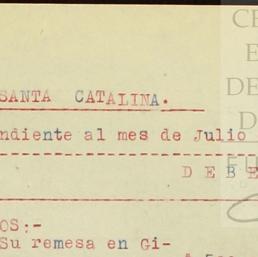 SANTA CATALINA.
ndiente al mes de Julio
D E B E
OS:-
Su remesa en Gi-